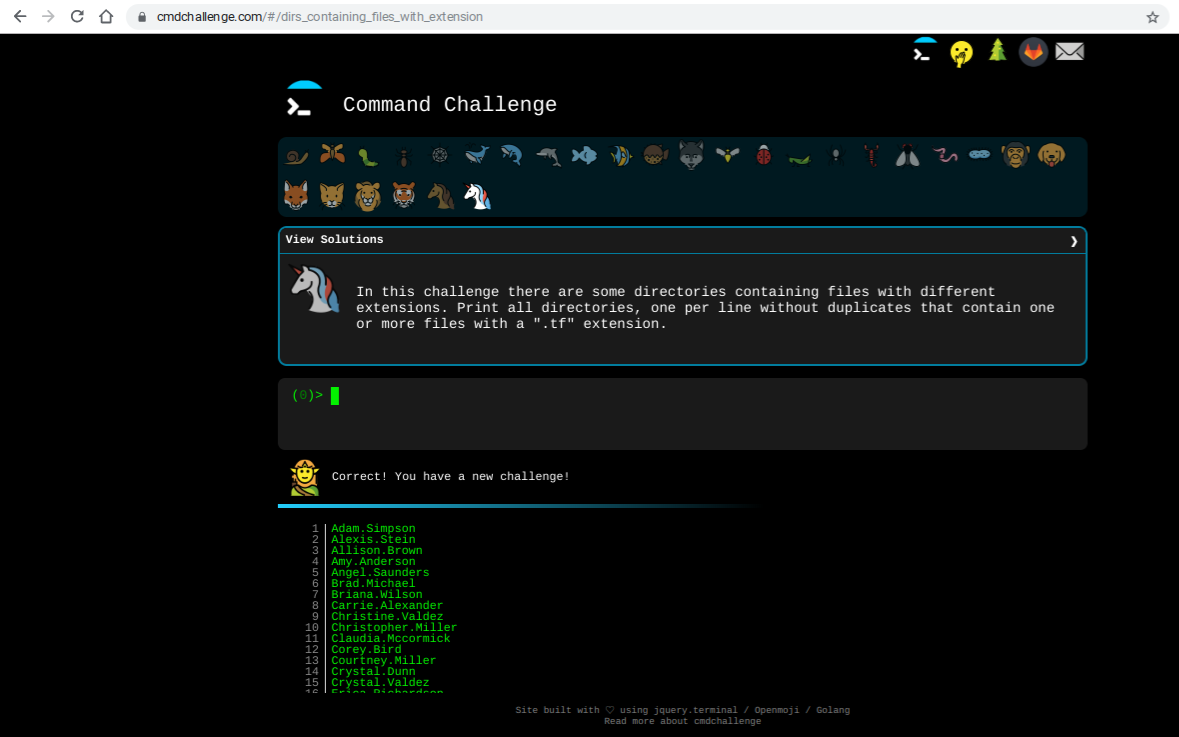 cmdchallenge.com/#/dirs_containing_files_with_extension
Command Challenge
View Solutions
In this challenge there are some directories containing files with different
extensions. Print all directories, one per line without duplicates that contain one
or more files with a ".tf" extension.
(0)>
Correct! You have a new challenge!
1 Adam.Simpson
2 Alexis.Stein
3 Allison.Brown
4 Amy.Anderson
5 Angel.Saunders
6 Brad.Michael
7 Briana.Wilson
8 Carrie.Alexander
9 Christine.Valdez
10 Christopher.Miller
11 Claudia.Mccormick
12 Corey.Bird
13 Courtney.Miller
14 Crystal.Dunn
15 Crystal.Valdez
16 Erica.Richardson
Site built with ♡ using jquery.terminal / Openmoji / Golang
Read more about cmdchallenge